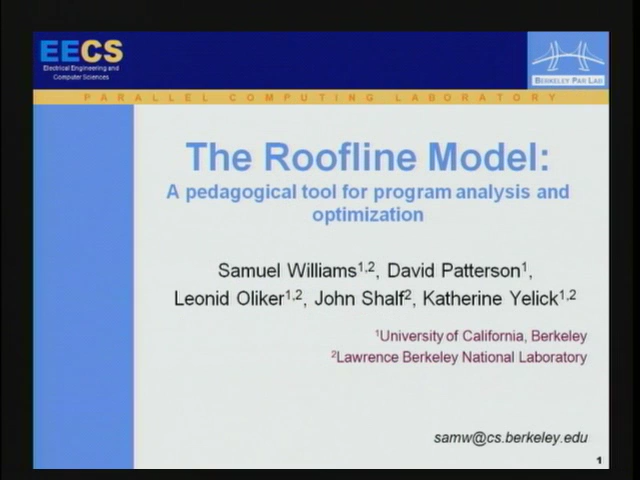 EECS
Electrical Engineering and
Computer Sciences
BERKELEY PAR LAB
PARALLEL COMPUTING LABORATORY
The Roofline Model:
A pedagogical tool for program analysis and
optimization
Samuel Williams1,2, David Patterson1,
Leonid Oliker1,2, John Shalf2, Katherine Yelick1,2
1University of California, Berkeley
2Lawrence Berkeley National Laboratory
samw@cs.berkeley.edu
1